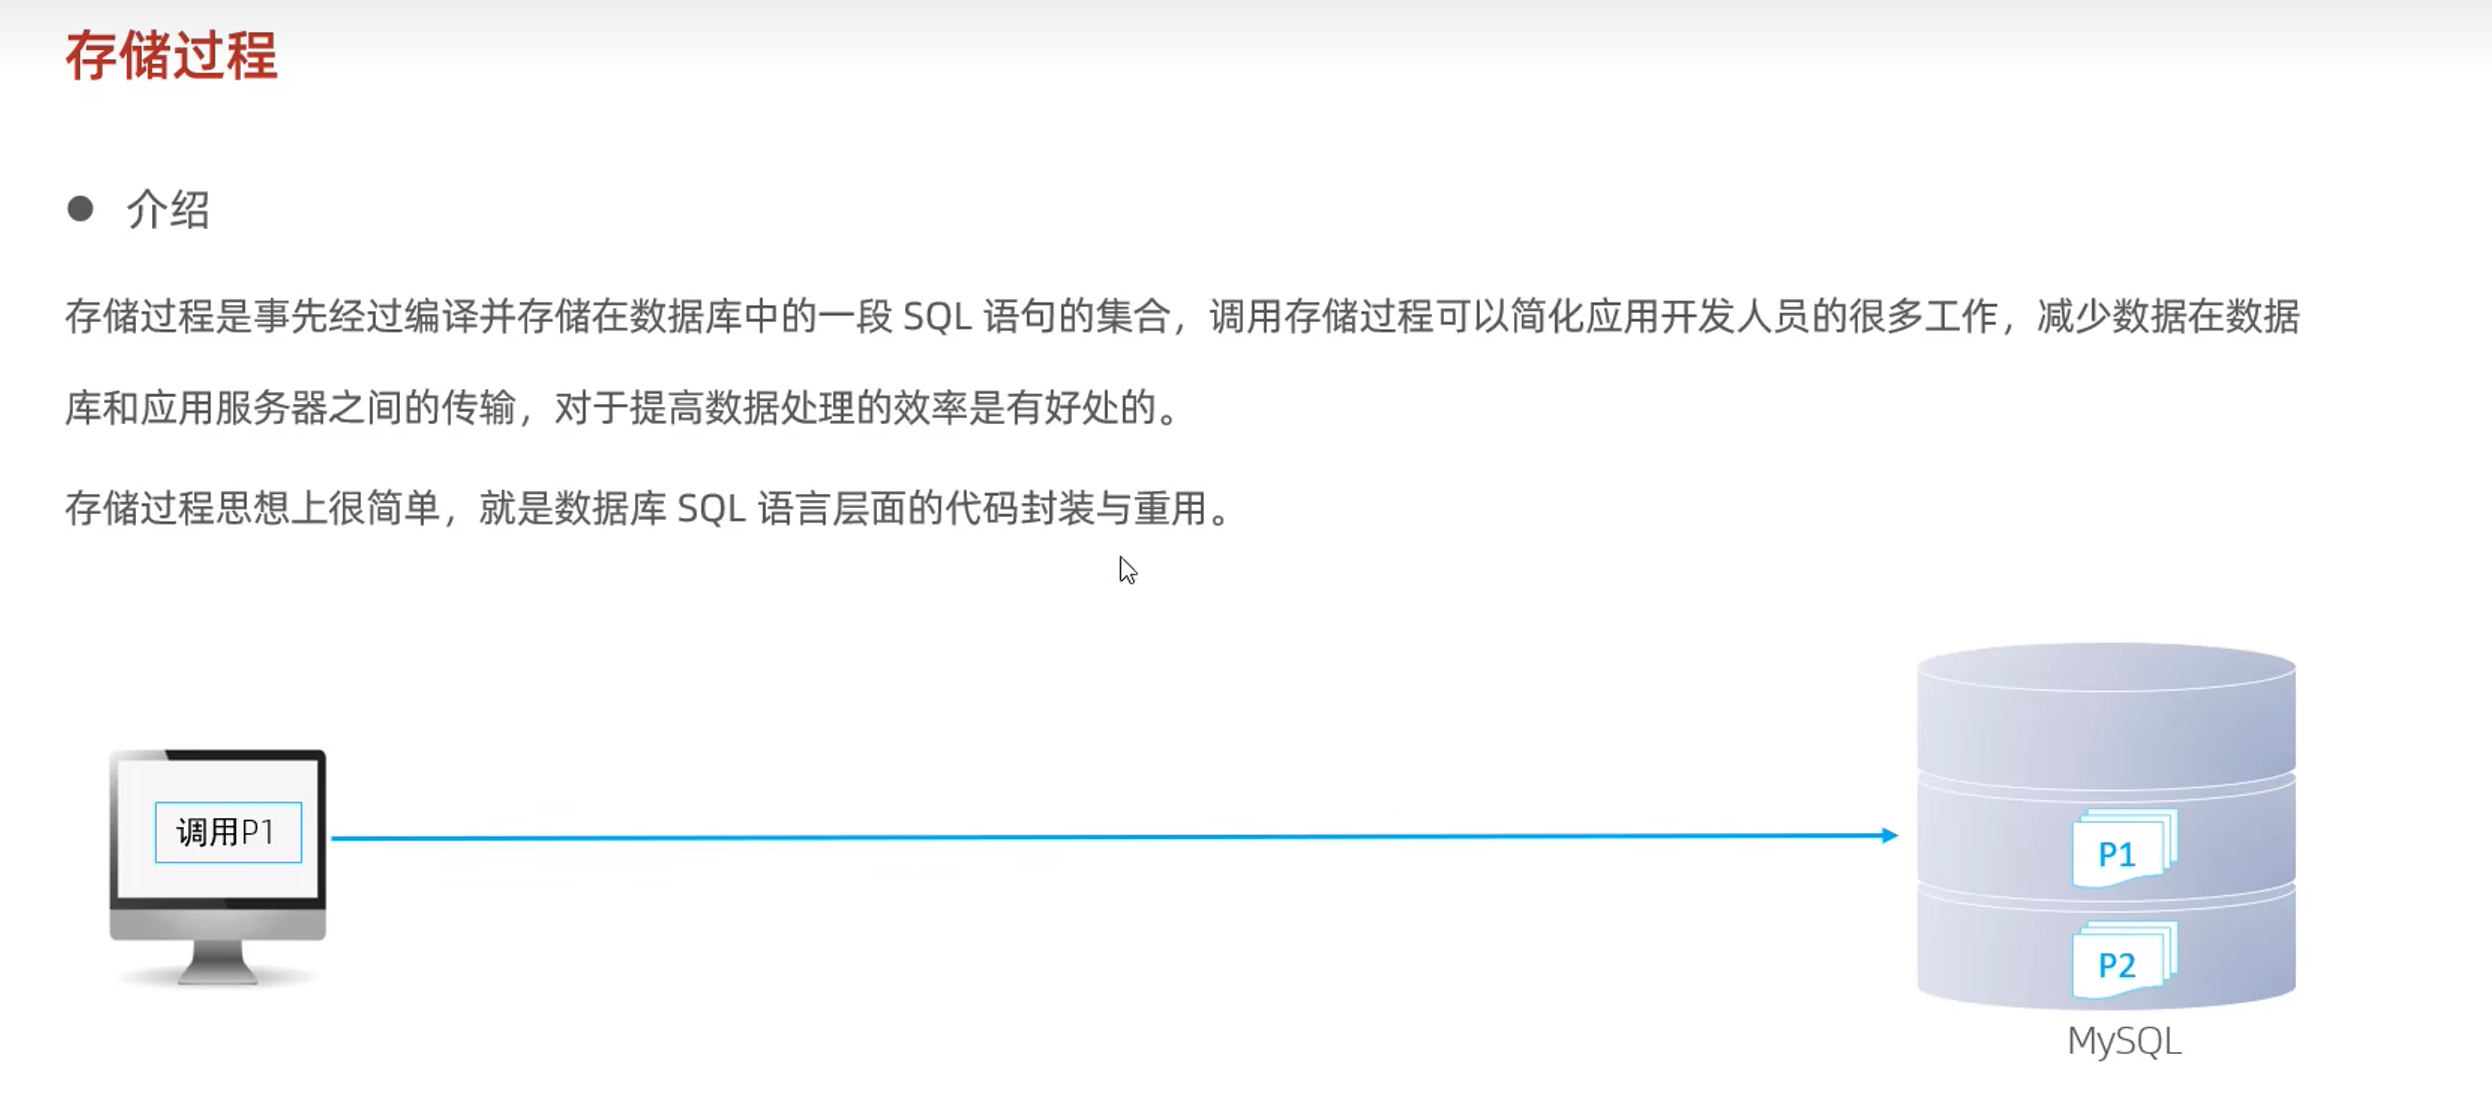 存储过程
● 介绍
存储过程是事先经过编译并存储在数据库中的一段 SQL 语句的集合，调用存储过程可以简化应用开发人员的很多工作，减少数据在数据
库和应用服务器之间的传输，对于提高数据处理的效率是有好处的。
存储过程思想上很简单，就是数据库 SQL 语言层面的代码封装与重用。
调用P1
P1
P2
MySQL